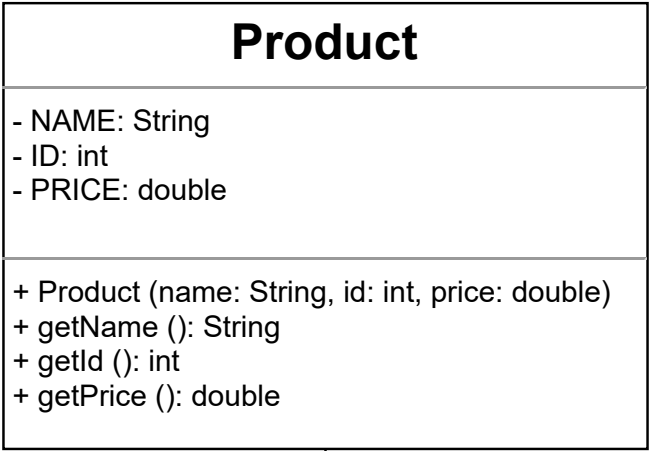 Product
- NAME: String
- ID: int
- PRICE: double
+ Product (name: String, id: int, price: double)
+ getName (): String
+ getId (): int
+ getPrice (): double